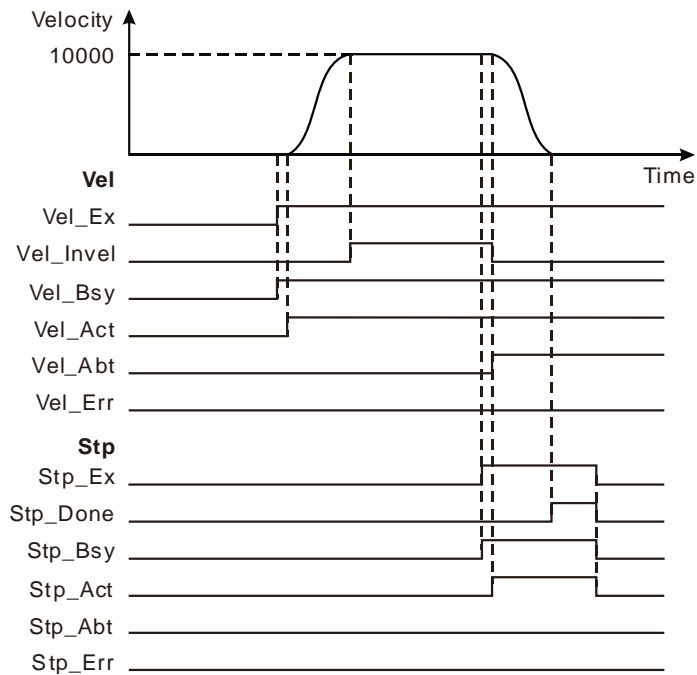 Velocity
10000
Time
Vel
Vel_Ex
Vel_Invel
Vel_Bsy
Vel_Act
Vel_Abt
Vel_Err
Stp
Stp_Ex
Stp_Done
Stp_Bsy
Stp_Act
Stp_Abt
Stp_Err